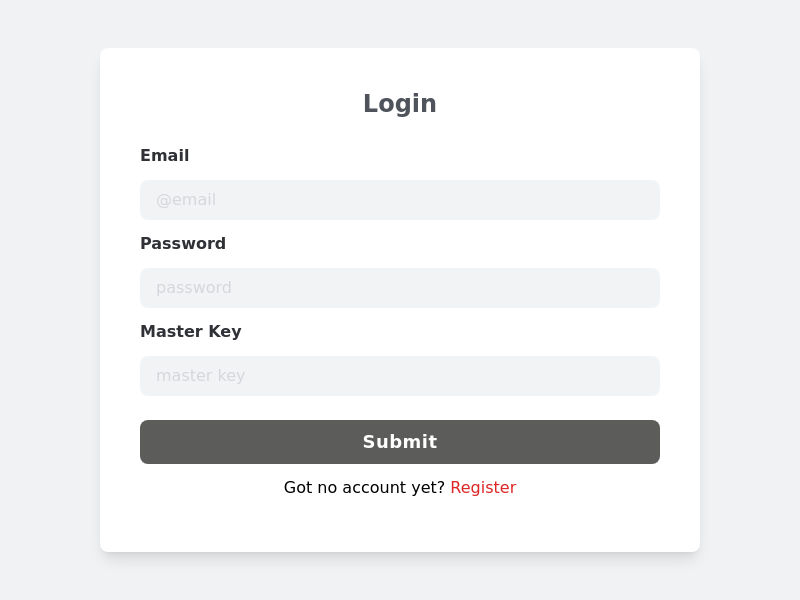 Login
Email
@email
Password
password
Master Key
master key
Submit
Got no account yet? Register